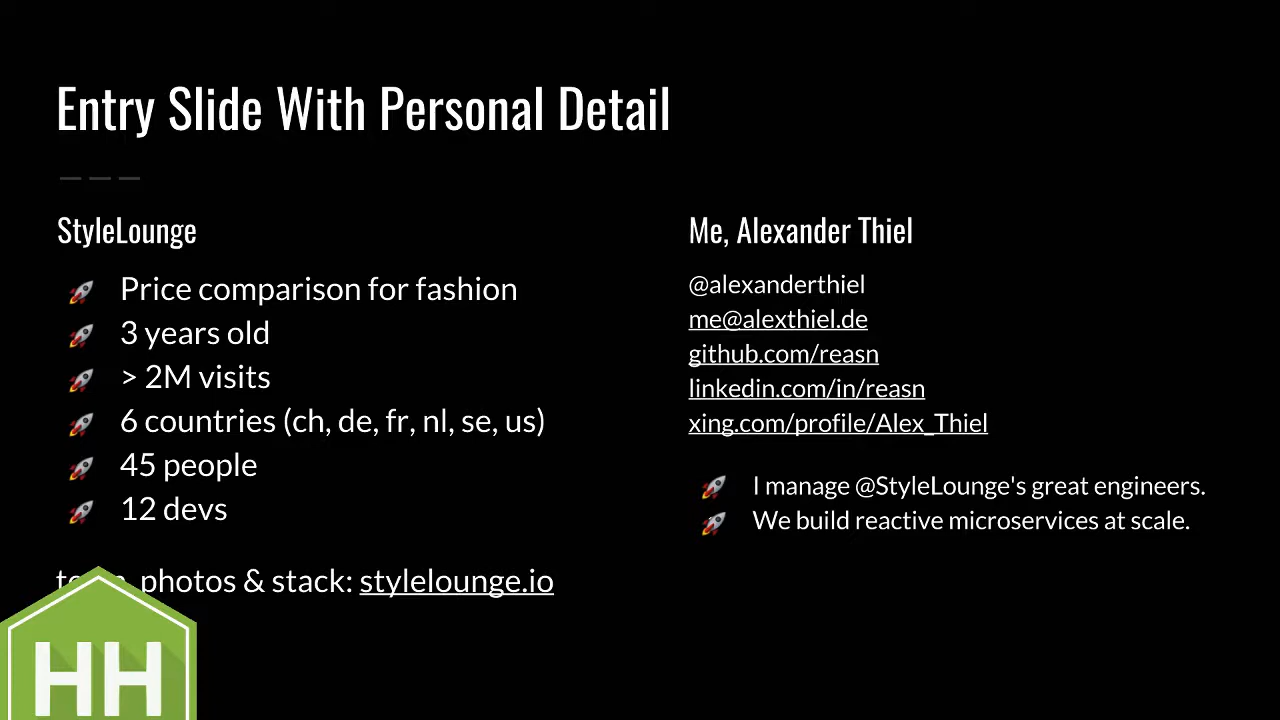 Entry Slide With Personal Detail
StyleLounge
Price comparison for fashion
3 years old
> 2M visits
6 countries (ch, de, fr, nl, se, us)
45 people
12 devs
photos & stack: stylelounge.io
Me, Alexander Thiel
@alexanderthiel
me@alexthiel.de
github.com/reasn
linkedin.com/in/reasn
xing.com/profile/Alex_Thiel
I manage @StyleLounge's great engineers.
We build reactive microservices at scale.
HH